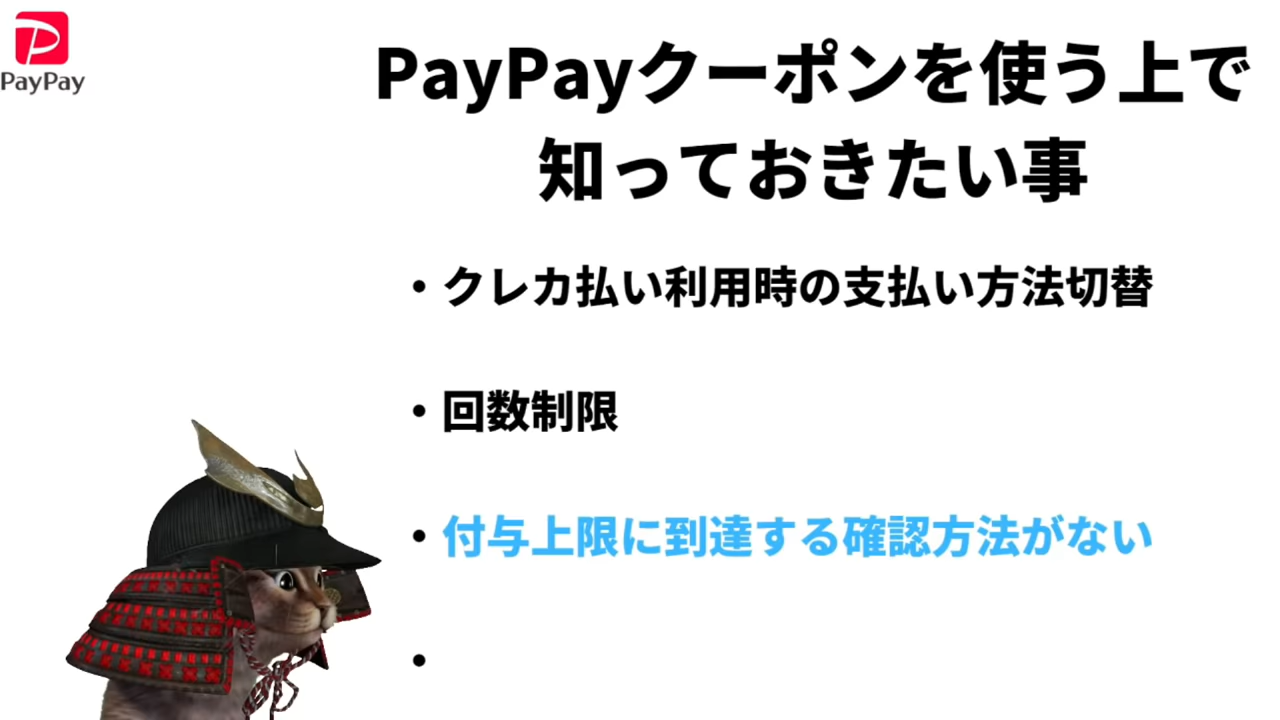 PayPay
PayPayクーポンを使う上で
知っておきたい事
・クレカ払い利用時の支払い方法切替
・回数制限
・付与上限に到達する確認方法がない
・